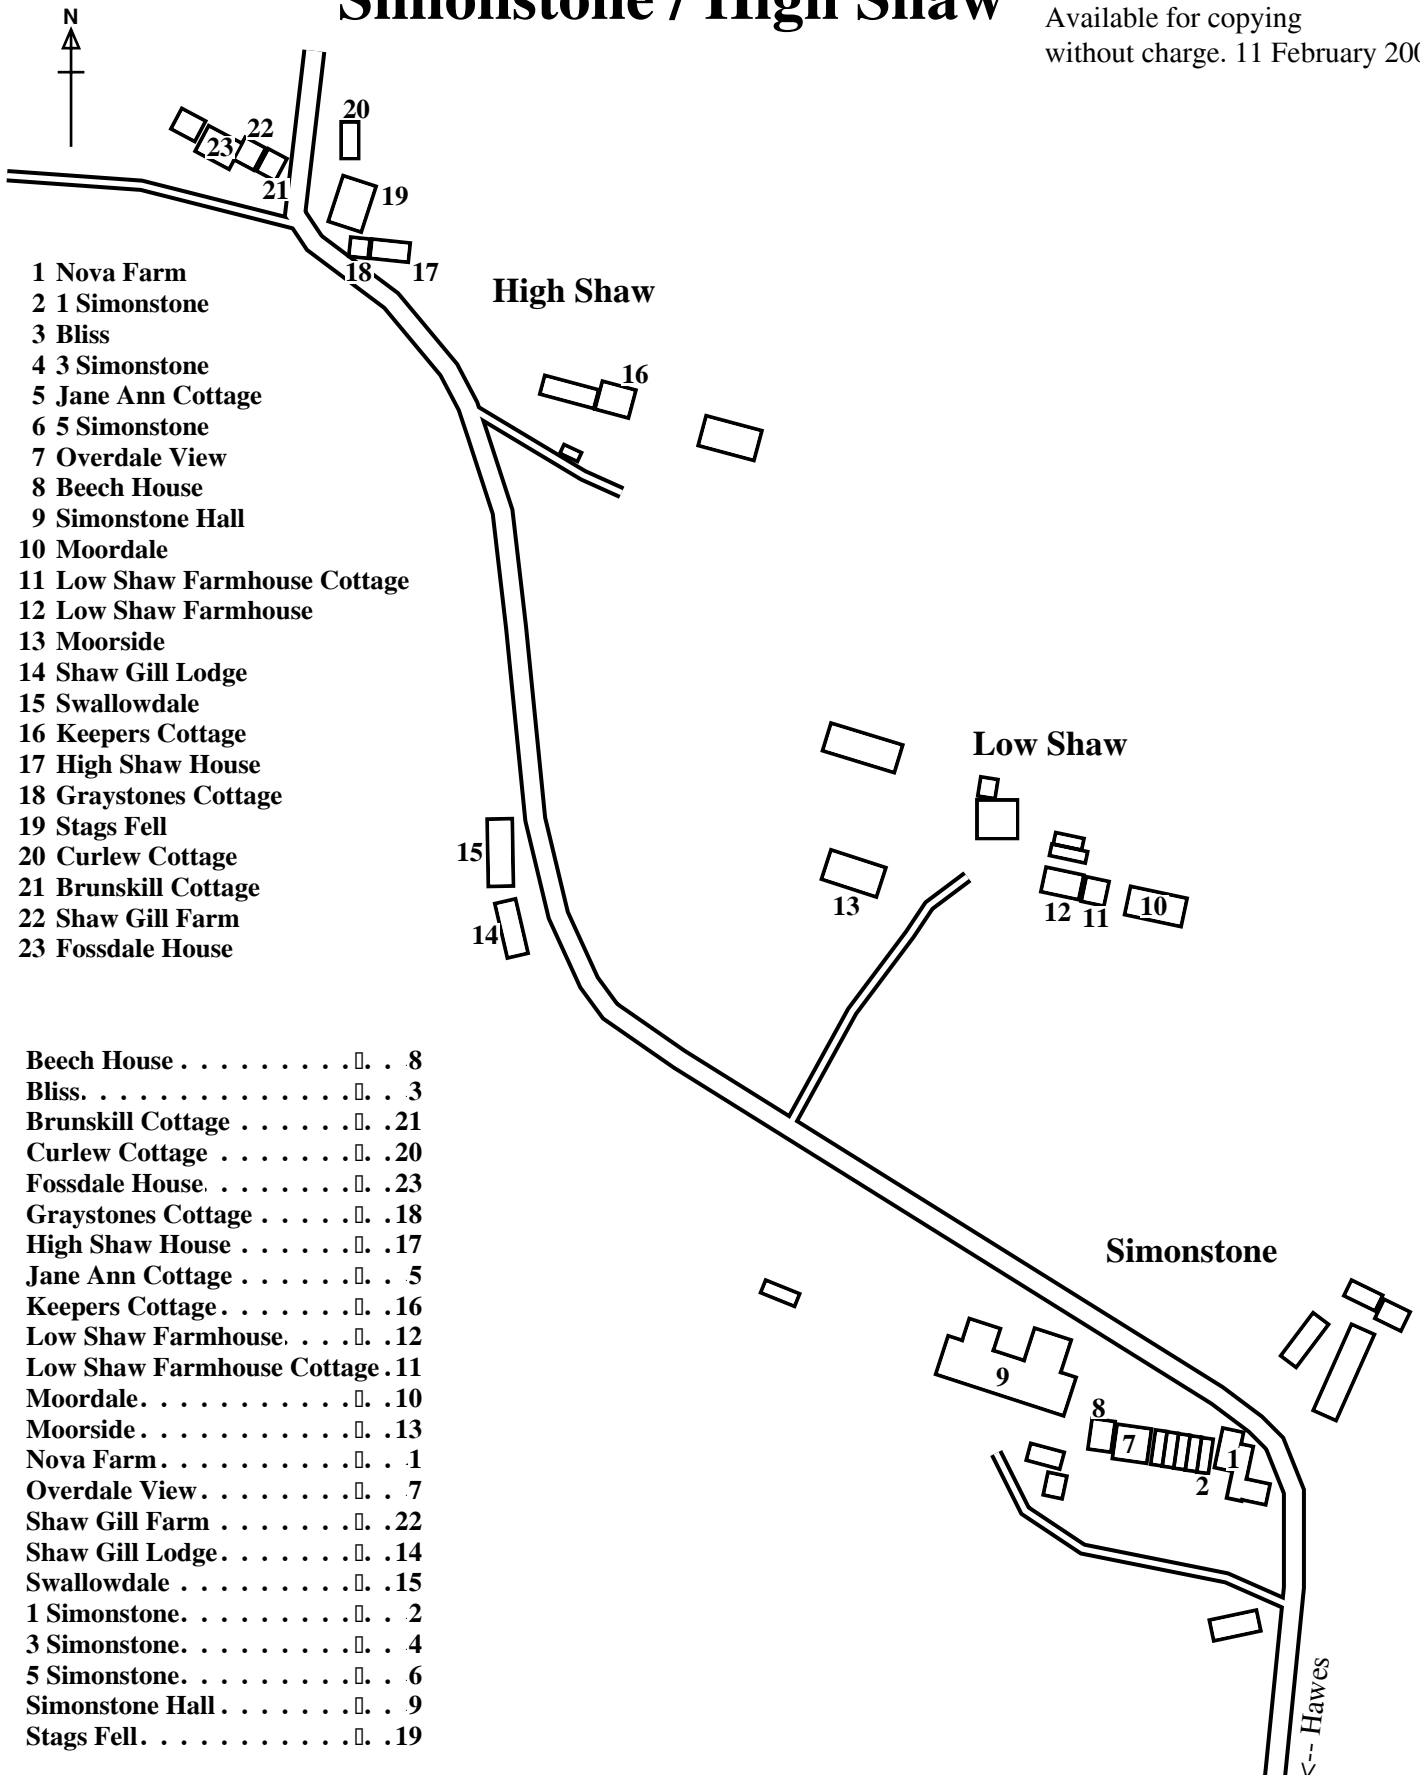 Simonstone / High Shaw
Available for copying
without charge. 11 February 200
N
20
22
23
21
19
18
17
High Shaw
16
1 Nova Farm
2 1 Simonstone
3 Bliss
4 3 Simonstone
5 Jane Ann Cottage
6 5 Simonstone
7 Overdale View
8 Beech House
9 Simonstone Hall
10 Moordale
11 Low Shaw Farmhouse Cottage
12 Low Shaw Farmhouse
13 Moorside
14 Shaw Gill Lodge
15 Swallowdale
16 Keepers Cottage
17 High Shaw House
18 Graystones Cottage
19 Stags Fell
20 Curlew Cottage
21 Brunskill Cottage
22 Shaw Gill Farm
23 Fossdale House
Low Shaw
15
14
13
12
11
10
Beech House . . . . . . . . . . . 8
Bliss. . . . . . . . . . . . . . . . 3
Brunskill Cottage . . . . . . . . 21
Curlew Cottage . . . . . . . . . 20
Fossdale House. . . . . . . . . . 23
Graystones Cottage . . . . . . . 18
High Shaw House . . . . . . . . 17
Jane Ann Cottage . . . . . . . . 5
Keepers Cottage . . . . . . . . . 16
Low Shaw Farmhouse. . . . . . 12
Low Shaw Farmhouse Cottage . 11
Moordale . . . . . . . . . . . . . 10
Moorside . . . . . . . . . . . . . 13
Nova Farm . . . . . . . . . . . . 1
Overdale View . . . . . . . . . . 7
Shaw Gill Farm . . . . . . . . . 22
Shaw Gill Lodge . . . . . . . . . 14
Swallowdale . . . . . . . . . . . 15
1 Simonstone. . . . . . . . . . . 2
3 Simonstone. . . . . . . . . . . 4
5 Simonstone. . . . . . . . . . . 6
Simonstone Hall . . . . . . . . . 9
Stags Fell . . . . . . . . . . . . . 19
Simonstone
9
8
7
2
1
<--- Hawes